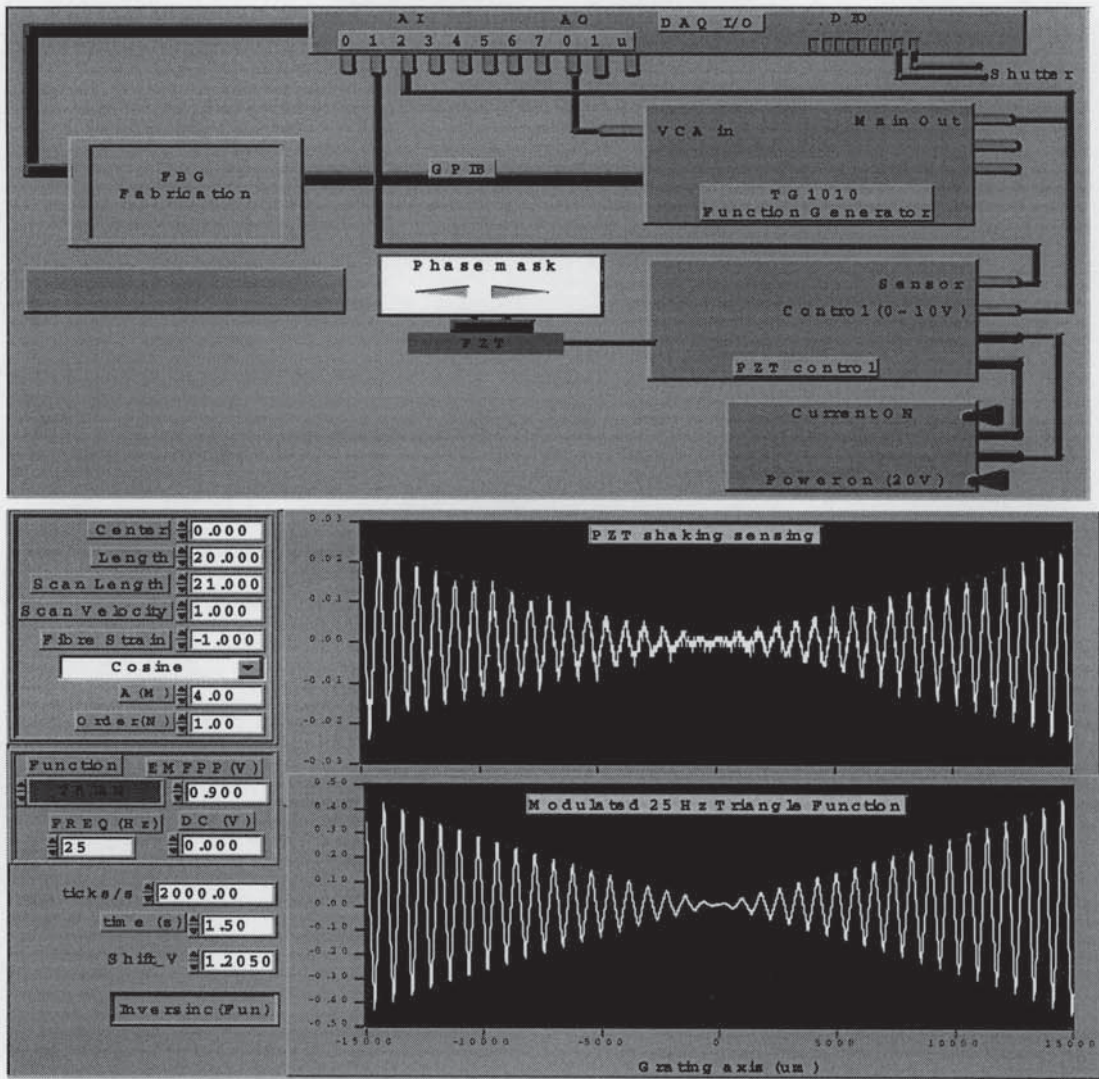 AI AO DAQ I/O DIO
0 1 2 3 4 5 6 7 0 1 u
Shutter
VCA in Main Out
FBG
Fabrication
GPIB
TG1010
Function Generator
Phase mask
Sensor
Control (0-10V)
PZT
PZT control
Current ON
Power on (20V)
Center 0.000
Length 20.000
Scan Length 21.000
Scan Velocity 1.000
Fibre Strain -1.000
Cosine
A (M) 4.00
Order(N) 1.00
Function EMFPP (V)
0.900
FREQ (Hz) DC (V)
25 0.000
ticks/s 2000.00
time (s) 1.50
Shift_V 1.2050
Inversinc (Fun)
PZT shaking sensing
0.03
0.02
0.01
0.00
-0.01
-0.02
-0.03
Modulated 25 Hz Triangle Function
0.50
0.40
0.30
0.20
0.10
0.00
-0.10
-0.20
-0.30
-0.40
-0.50
-15000 -10000 -5000 0 5000 10000 15000
Grating axis (um)